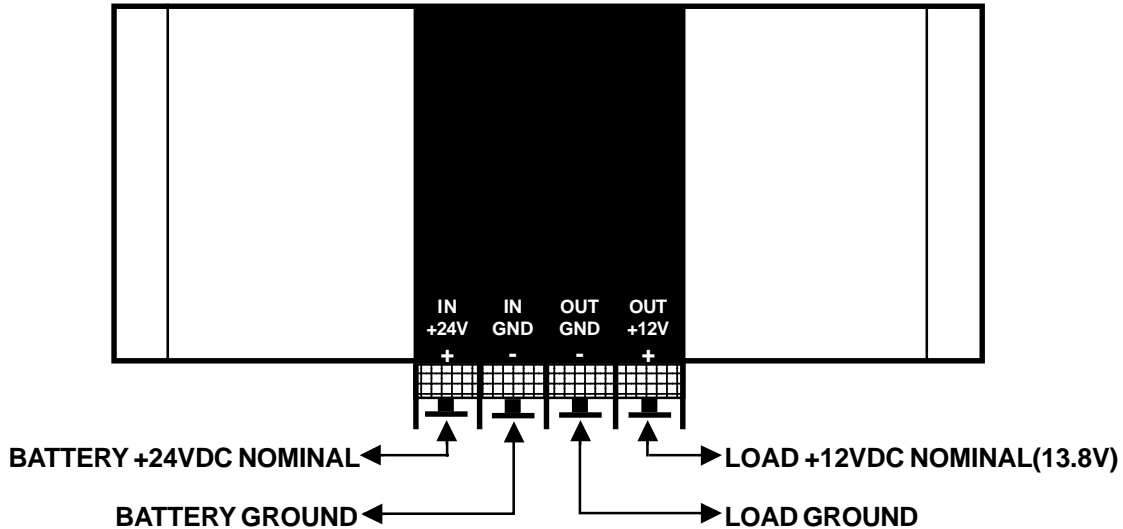 IN IN OUT OUT
+24V GND GND +12V
+ - - +
BATTERY +24VDC NOMINAL LOAD +12VDC NOMINAL(13.8V)
BATTERY GROUND LOAD GROUND